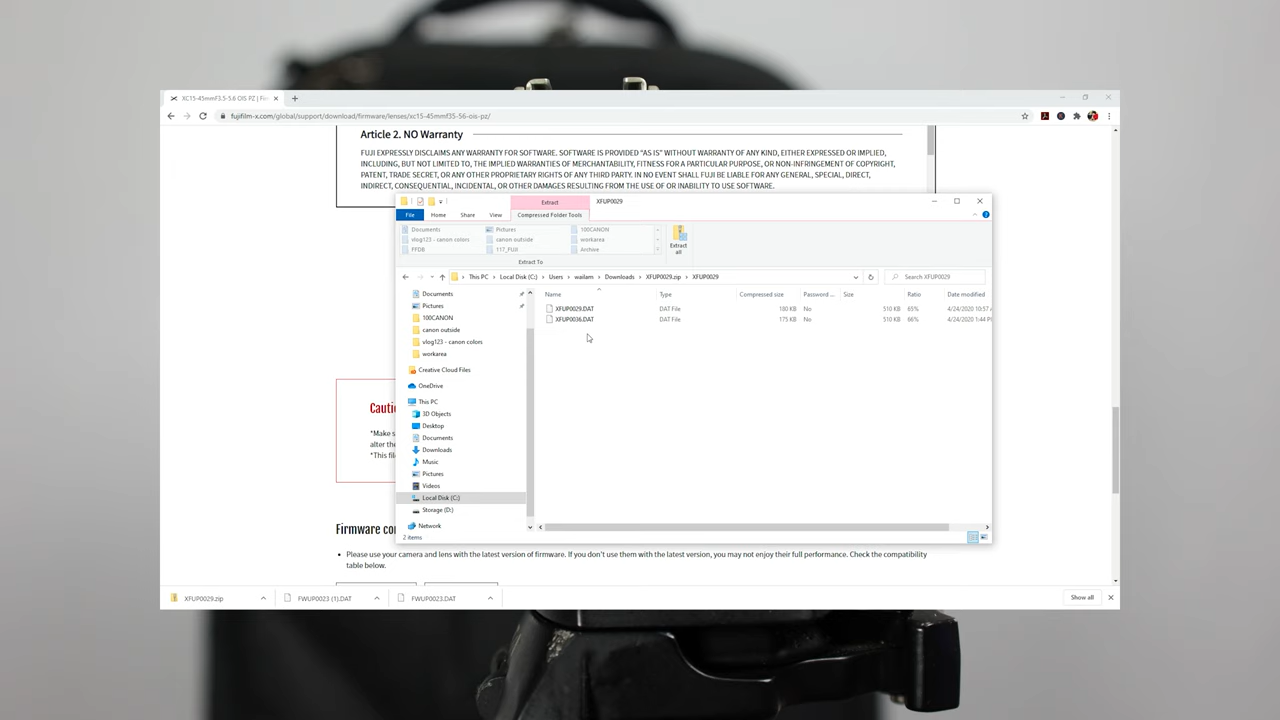 XC15-45mmF3.5-5.6 OIS PZ | Fi
fujifilm-x.com/global/support/download/firmware/lenses/xc15-45mmf35-56-ois-pz/
Article 2. NO Warranty
FUJI EXPRESSLY DISCLAIMS ANY WARRANTY FOR SOFTWARE. SOFTWARE IS PROVIDED "AS IS" WITHOUT WARRANTY OF ANY KIND, EITHER EXPRESSED OR IMPLIED,
INCLUDING, BUT NOT LIMITED TO, THE IMPLIED WARRANTIES OF MERCHANTABILITY, FITNESS FOR A PARTICULAR PURPOSE, OR NON-INFRINGEMENT OF COPYRIGHT,
PATENT, TRADE SECRET, OR ANY OTHER PROPRIETARY RIGHTS OF ANY THIRD PARTY. IN NO EVENT SHALL FUJI BE LIABLE FOR ANY GENERAL, SPECIAL, DIRECT,
INDIRECT, CONSEQUENTIAL, INCIDENTAL, OR OTHER DAMAGES RESULTING FROM THE USE OF OR INABILITY TO USE SOFTWARE.
Extract XFUP0029
File Home Share View Compressed Folder Tools
Documents Pictures 100CANON
vlog123 - canon colors canon outside workarea
FFDB 117_FUJI Archive
Extract all
Extract To
This PC Local Disk (C:) Users wailam Downloads XFUP0029.zip XFUP0029 Search XFUP0029
Name Type Compressed size Password ... Size Ratio Date modified
XFUP0029.DAT DAT File 180 KB No 510 KB 65% 4/24/2020 10:57
XFUP0036.DAT DAT File 175 KB No 510 KB 66% 4/24/2020 1:44 P
Documents
Pictures
100CANON
canon outside
vlog123 - canon colors
workarea
Creative Cloud Files
OneDrive
This PC
3D Objects
Desktop
Documents
Downloads
Music
Pictures
Videos
Local Disk (C:)
Storage (D:)
Network
2 items
Cauti
*Make s
alter the
*This fil
Firmware co
Please use your camera and lens with the latest version of firmware. If you don't use them with the latest version, you may not enjoy their full performance. Check the compatibility
table below.
XFUP0029.zip FWUP0023 (1).DAT FWUP0023.DAT Show all